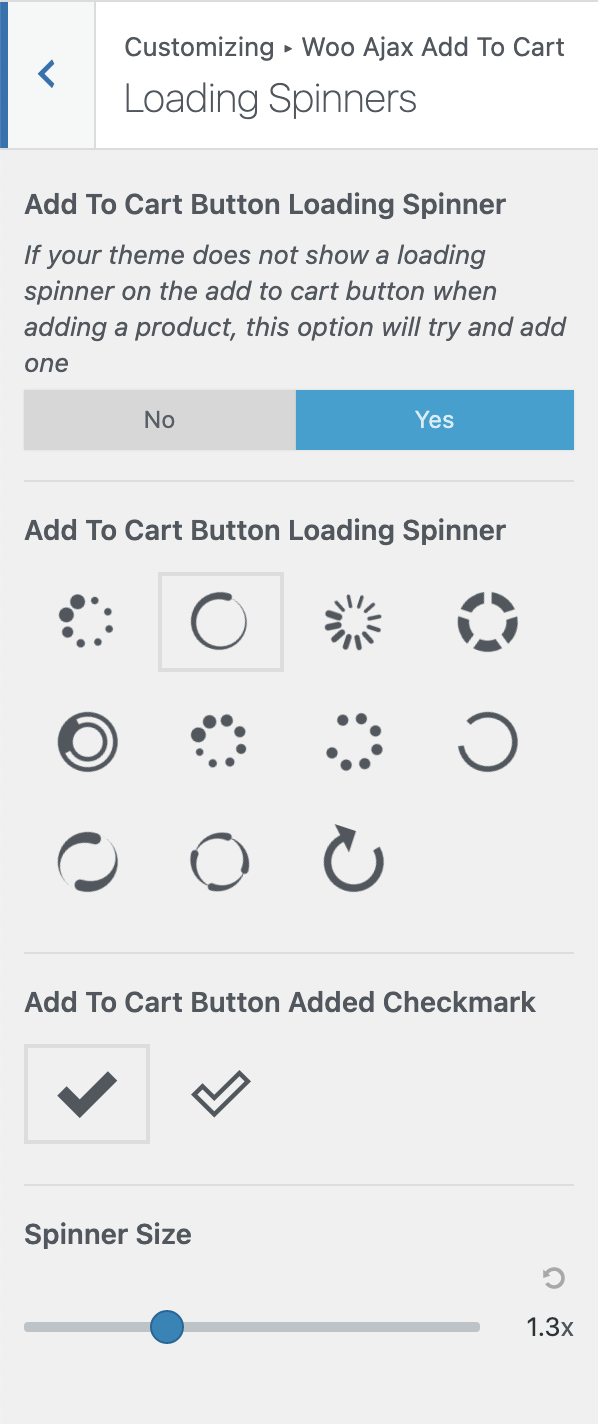 Customizing ▸ Woo Ajax Add To Cart
Loading Spinners
Add To Cart Button Loading Spinner
If your theme does not show a loading
spinner on the add to cart button when
adding a product, this option will try and add
one
No
Yes
Add To Cart Button Loading Spinner
Add To Cart Button Added Checkmark
Spinner Size
1.3x